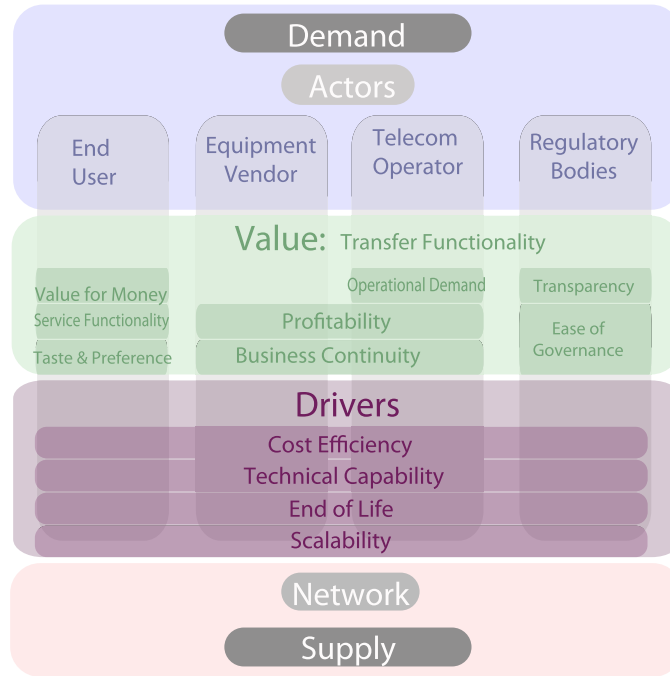 Demand
Actors
End
User
Equipment
Vendor
Telecom
Operator
Regulatory
Bodies
Value: Transfer Functionality
Value for Money
Service Functionality
Taste & Preference
Operational Demand
Profitability
Business Continuity
Transparency
Ease of
Governance
Drivers
Cost Efficiency
Technical Capability
End of Life
Scalability
Network
Supply